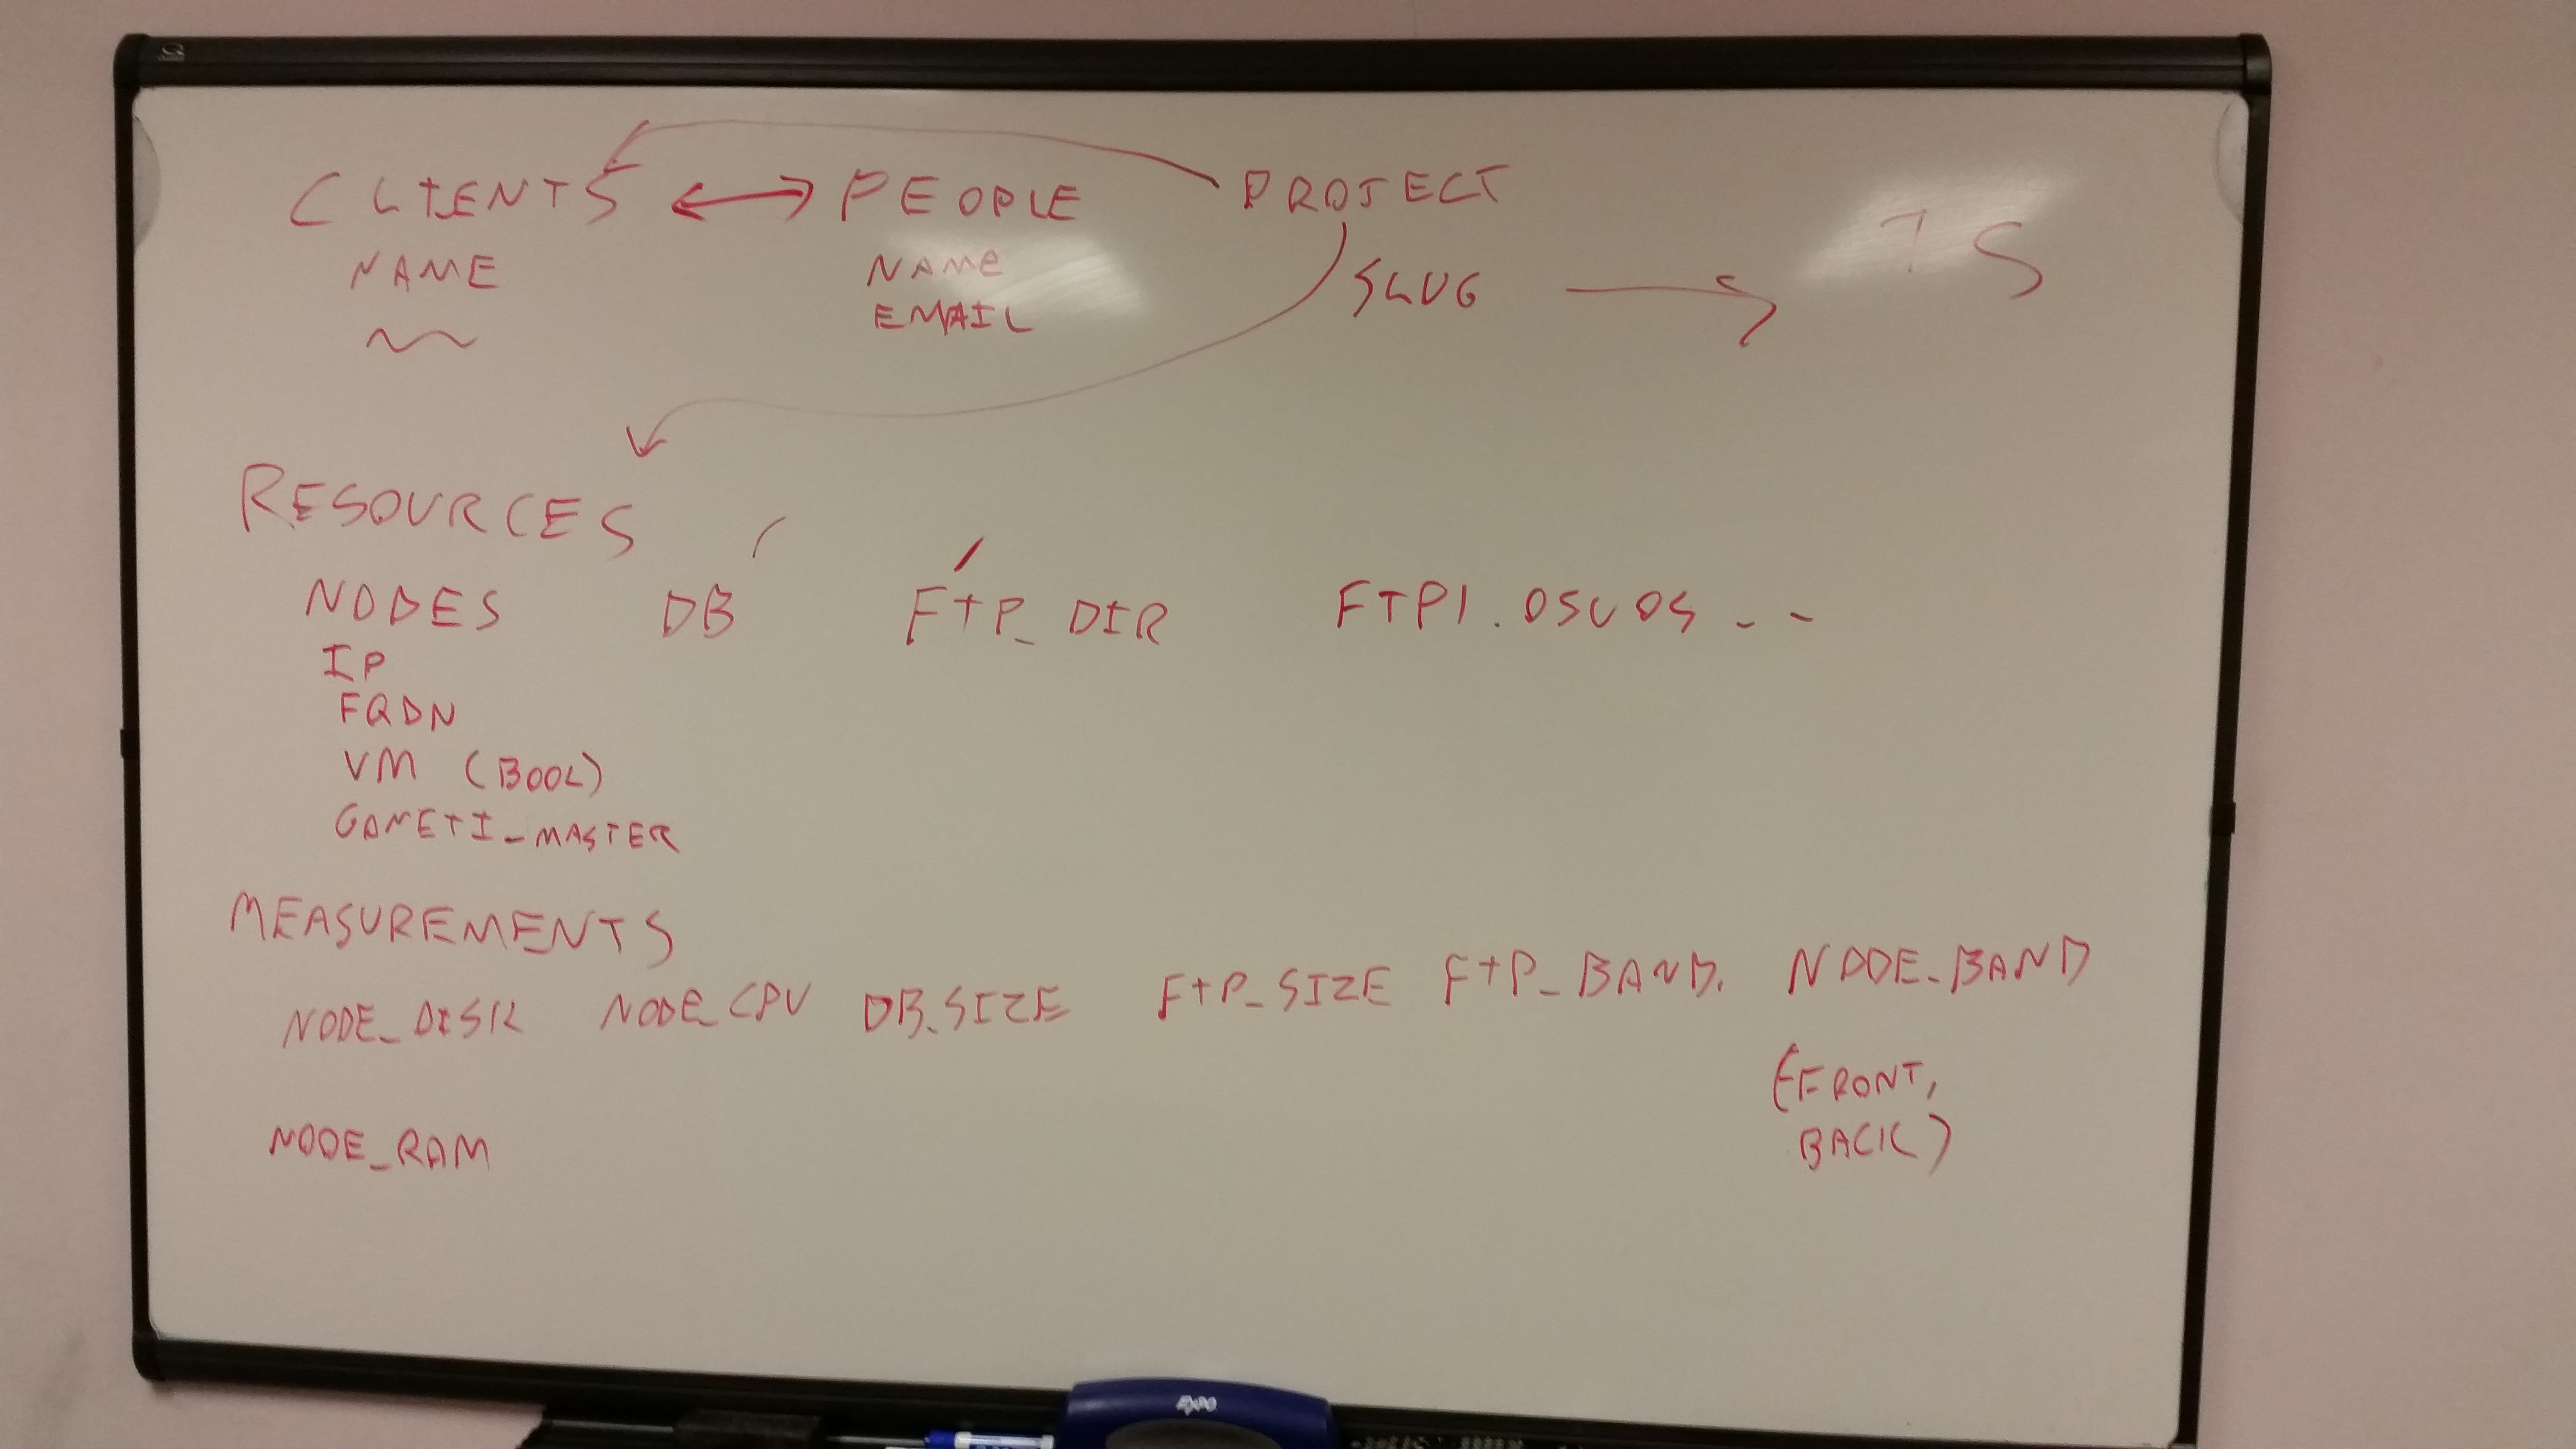 CLIENTS PEOPLE PROJECT
NAME NAME SLUG TS
EMAIL
RESOURCES
NODES DB FTP_DIR FTP1.OSUOS--
IP
FQDN
VM (BOOL)
GANETI_MASTER
MEASUREMENTS
NODE_DISK NODE_CPU DB_SIZE FTP_SIZE FTP_BAND. NODE_BAND
(FRONT,
BACK)
NODE_RAM
EXPO